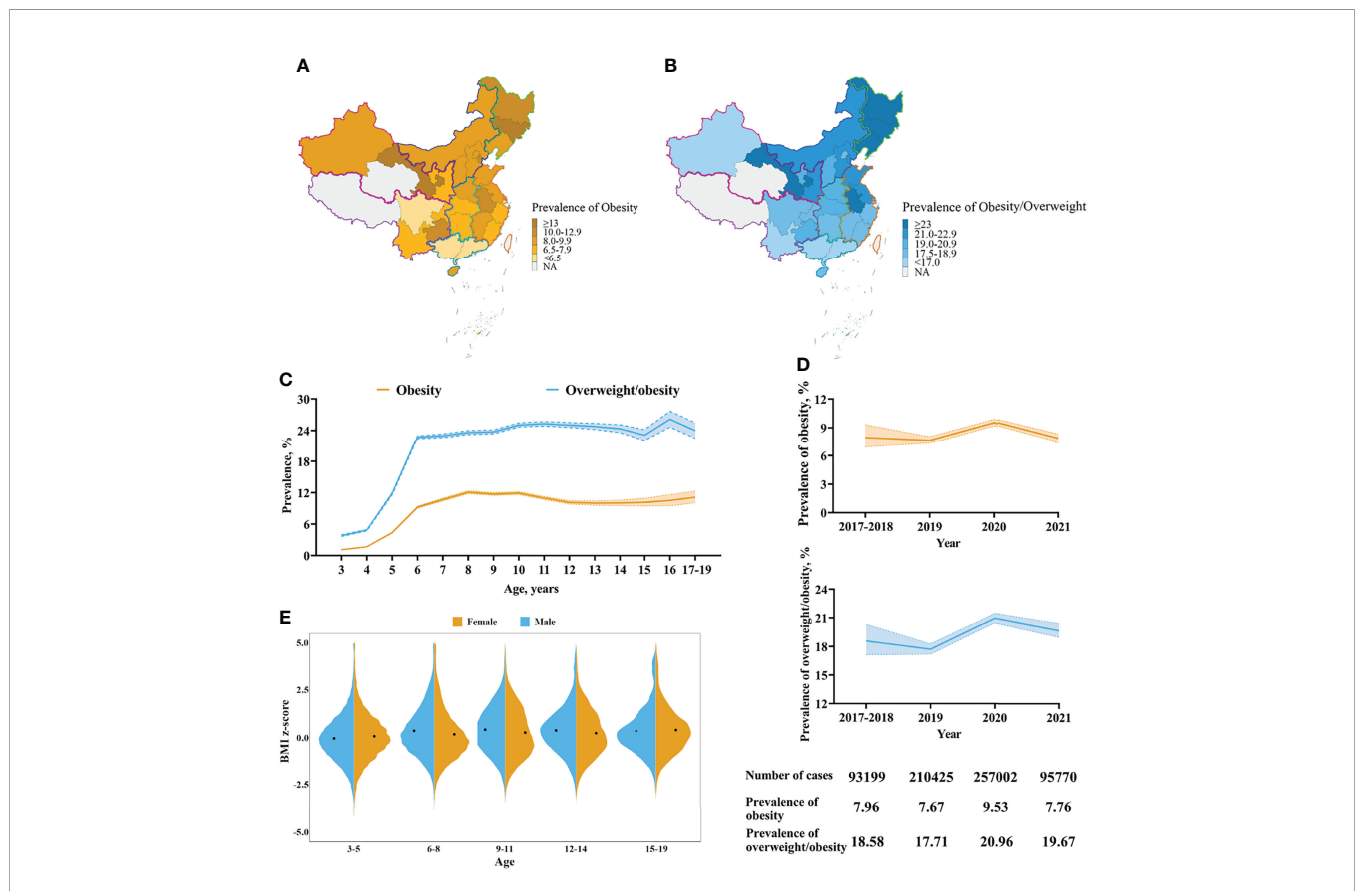 A
Prevalence of Obesity
≥13
10.0-12.9
8.0-9.9
6.5-7.9
<6.5
NA
B
Prevalence of Obesity/Overweight
≥23
21.0-22.9
19.0-20.9
17.5-18.9
<17.0
NA
C
Obesity Overweight/obesity
Prevalence, %
30
24
18
12
6
0
3 4 5 6 7 8 9 10 11 12 13 14 15 16 17-19
Age, years
D
Prevalence of obesity, %
12
9
6
3
0
2017-2018 2019 2020 2021
Year
Prevalence of overweight/obesity, %
24
21
18
15
12
2017-2018 2019 2020 2021
Year
Number of cases 93199 210425 257002 95770
Prevalence of
obesity 7.96 7.67 9.53 7.76
Prevalence of
overweight/obesity 18.58 17.71 20.96 19.67
E
Female Male
BMI z-score
5.0
2.5
0.0
-2.5
-5.0
3-5 6-8 9-11 12-14 15-19
Age